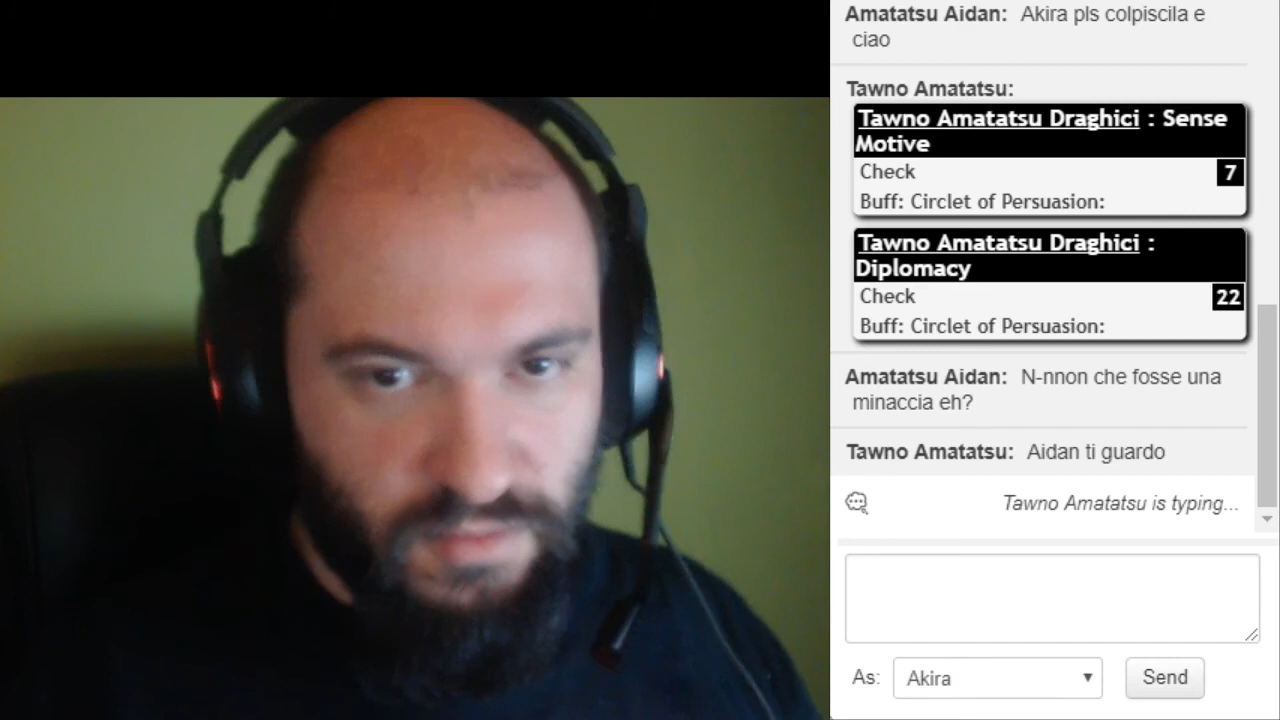 Amatatsu Aidan: Akira pls colpiscila e
ciao
Tawno Amatatsu:
Tawno Amatatsu Draghici : Sense
Motive
Check 7
Buff: Circlet of Persuasion:
Tawno Amatatsu Draghici :
Diplomacy
Check 22
Buff: Circlet of Persuasion:
Amatatsu Aidan: N-nnon che fosse una
minaccia eh?
Tawno Amatatsu: Aidan ti guardo
Tawno Amatatsu is typing...
As: Akira Send